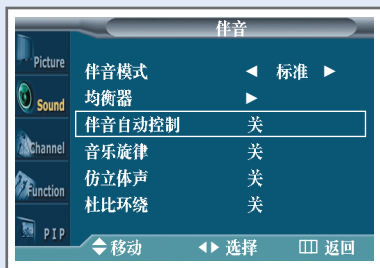 伴音
Picture
Sound
Channel
Function
PIP
伴音模式 ◀ 标准 ▶
均衡器 ▶
伴音自动控制 关
音乐旋律 关
仿立体声 关
杜比环绕 关
移动 选择 返回